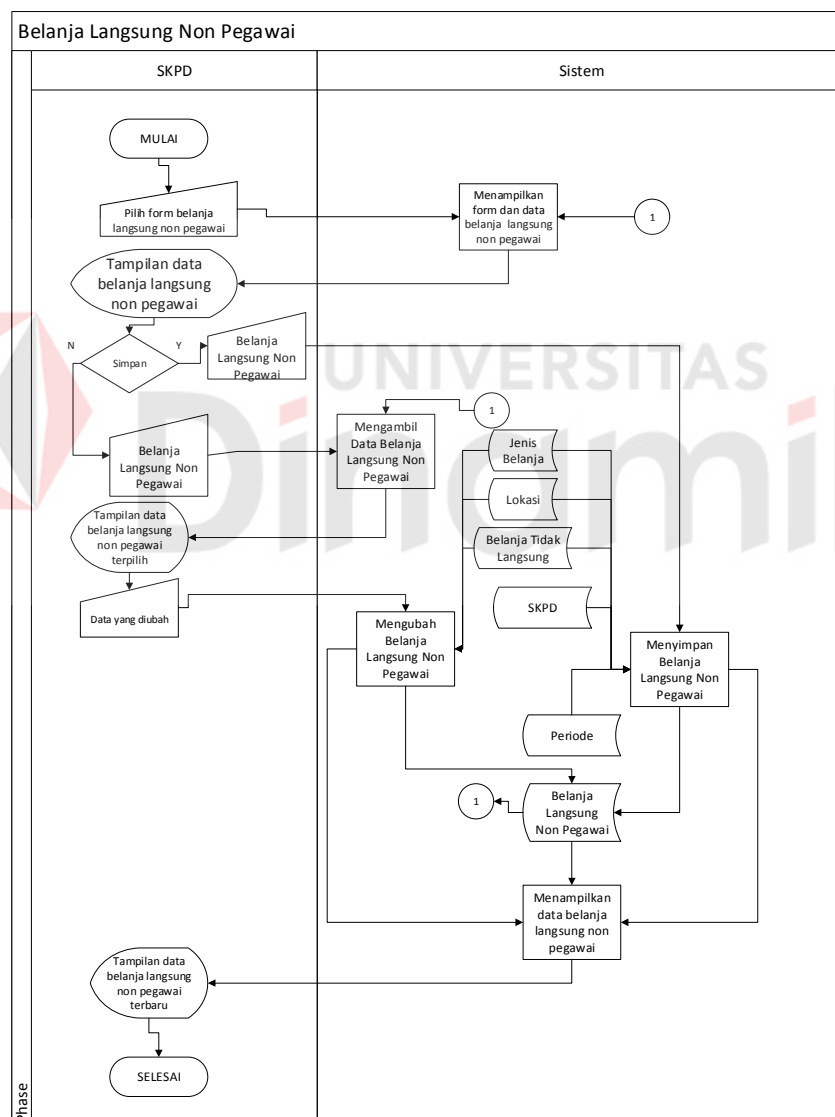 Belanja Langsung Non Pegawai
SKPD
Sistem
MULAI
Pilih form belanja
langsung non pegawai
Menampilkan
form dan data
belanja langsung
non pegawai
1
Tampilan data
belanja langsung
non pegawai
N
Simpan
Y
Belanja
Langsung Non
Pegawai
UNIVERSITAS
Dinami
Belanja
Langsung Non
Pegawai
Mengambil
Data Belanja
Langsung Non
Pegawai
1
Jenis
Belanja
Lokasi
Belanja Tidak
Langsung
SKPD
Tampilan data
belanja langsung
non pegawai
terpilih
Data yang diubah
Mengubah
Belanja
Langsung Non
Pegawai
Menyimpan
Belanja
Langsung Non
Pegawai
Periode
1
Belanja
Langsung
Non Pegawai
Menampilkan
data belanja
langsung non
pegawai
Tampilan data
belanja langsung
non pegawai
terbaru
SELESAI
Phase